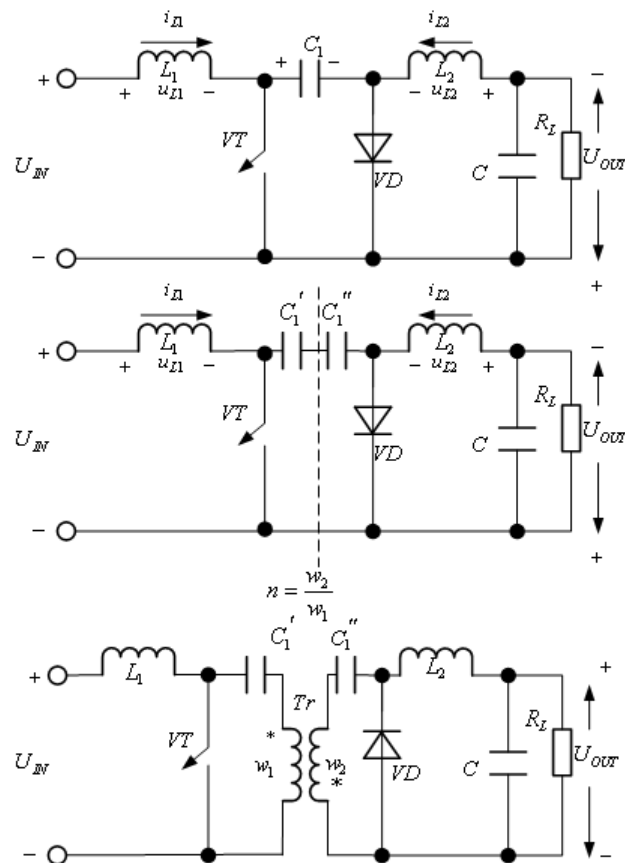 i_L1 C_1 i_L2
+ L_1 + − L_2 −
+ u_L1 − − u_L2 +
VT R_L
U_IN VD C U_OUT
− +
i_L1 C_1' C_1'' i_L2
+ L_1 L_2 −
+ u_L1 − − u_L2 +
VT R_L
U_IN VD C U_OUT
− +
n = w_2/w_1
C_1' C_1''
+ L_1 L_2 +
Tr R_L
VT * U_OUT
U_IN w_1 w_2 VD C
*
− −